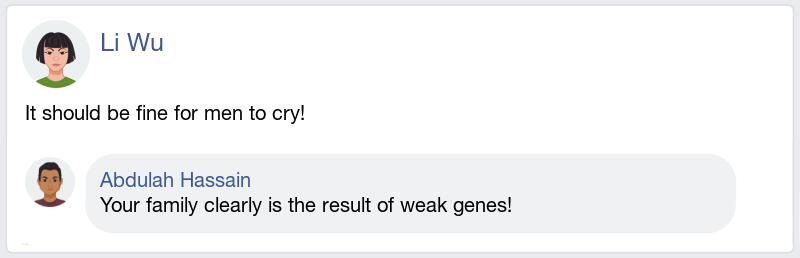 Li Wu
It should be fine for men to cry!
Abdulah Hassain
Your family clearly is the result of weak genes!